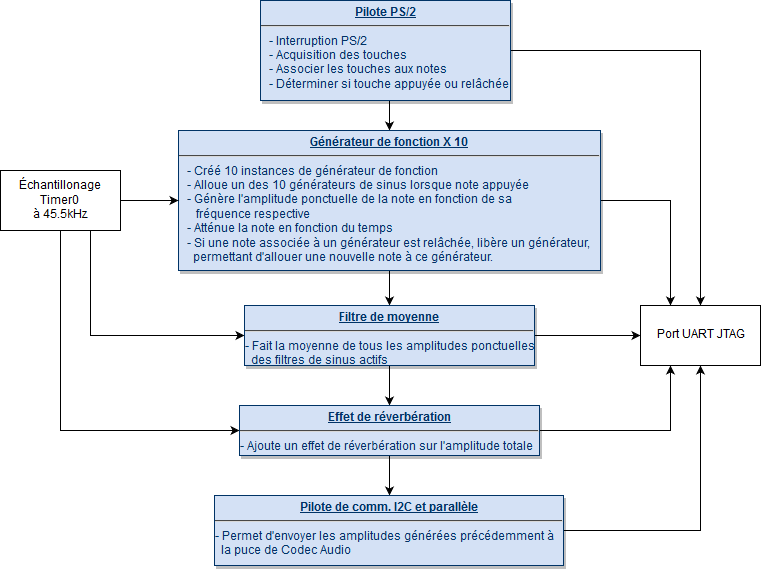 Pilote PS/2
- Interruption PS/2
- Acquisition des touches
- Associer les touches aux notes
- Déterminer si touche appuyée ou relâchée
Générateur de fonction X 10
- Créé 10 instances de générateur de fonction
- Alloue un des 10 générateurs de sinus lorsque note appuyée
- Génère l'amplitude ponctuelle de la note en fonction de sa
fréquence respective
- Atténue la note en fonction du temps
- Si une note associée à un générateur est relâchée, libère un générateur,
permettant d'allouer une nouvelle note à ce générateur.
Échantillonage
Timer0
à 45.5kHz
Filtre de moyenne
- Fait la moyenne de tous les amplitudes ponctuelles
des filtres de sinus actifs
Port UART JTAG
Effet de réverbération
- Ajoute un effet de réverbération sur l'amplitude totale
Pilote de comm. I2C et parallèle
- Permet d'envoyer les amplitudes générées précédemment à
la puce de Codec Audio